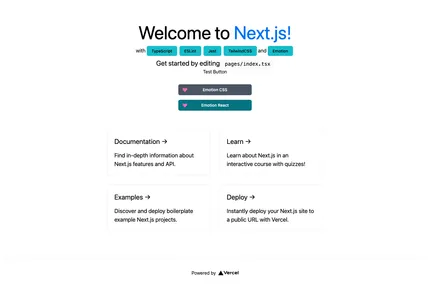 Welcome to Next.js!
with TypeScript ESLint Jest TailwindCSS and Emotion
Get started by editing pages/index.tsx
Test Button
Emotion CSS
Emotion React
Documentation →
Find in-depth information about
Next.js features and API.
Learn →
Learn about Next.js in an
interactive course with quizzes!
Examples →
Discover and deploy boilerplate
example Next.js projects.
Deploy →
Instantly deploy your Next.js site to
a public URL with Vercel.
Powered by Vercel